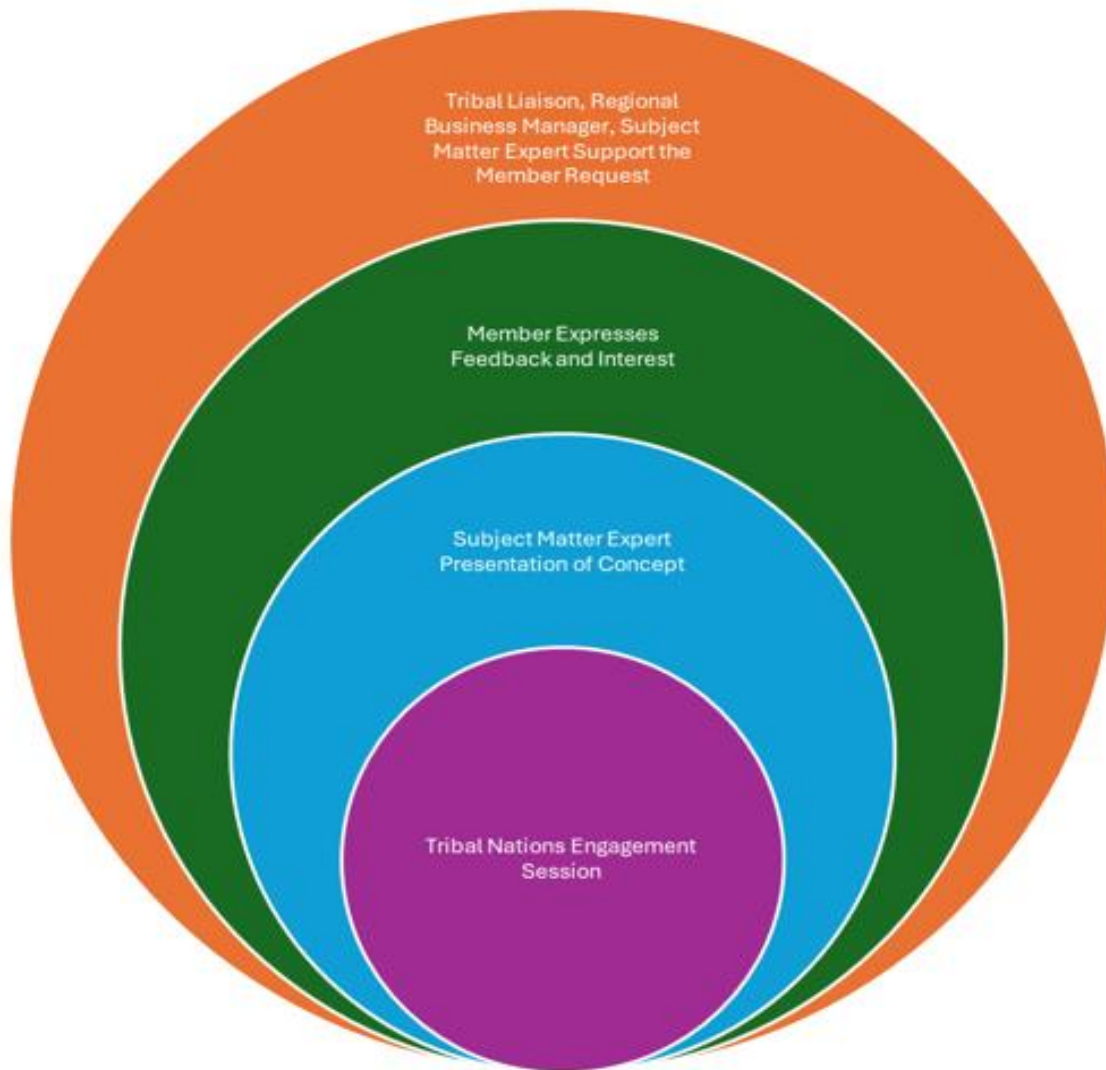 Tribal Liaison, Regional
Business Manager, Subject
Matter Expert Support the
Member Request
Member Expresses
Feedback and Interest
Subject Matter Expert
Presentation of Concept
Tribal Nations Engagement
Session